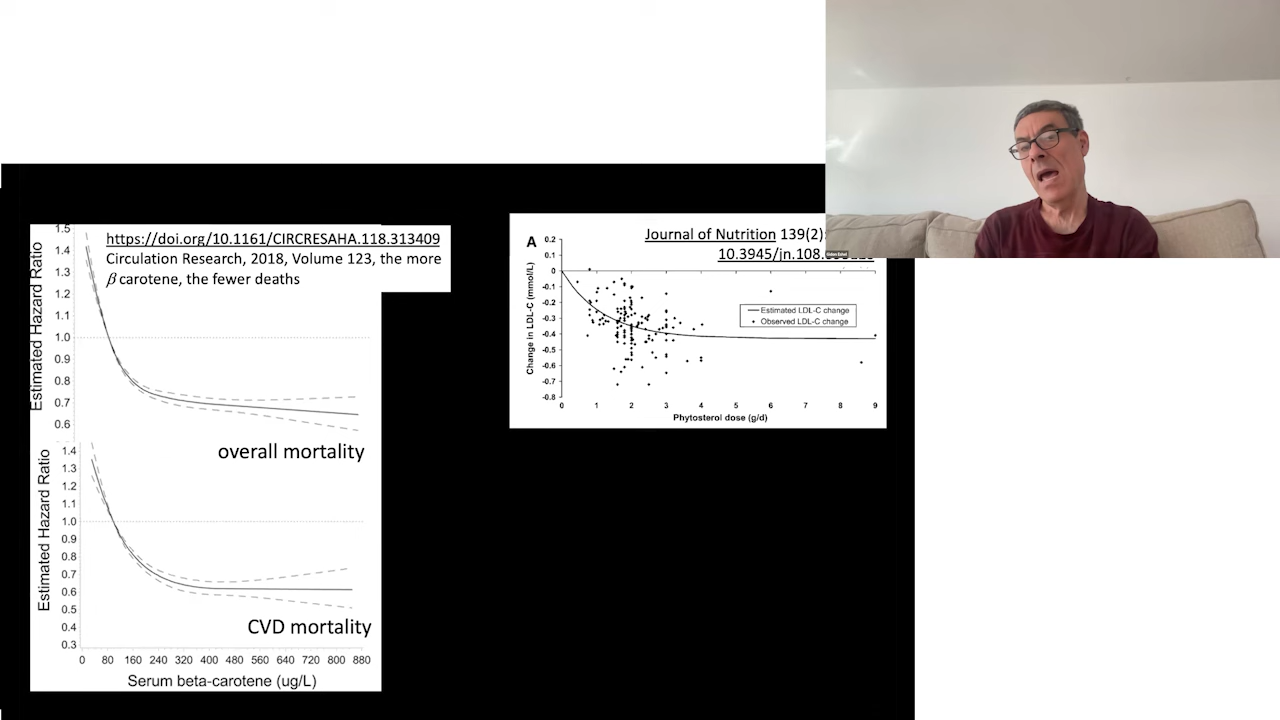 https://doi.org/10.1161/CIRCRESAHA.118.313409
Circulation Research, 2018, Volume 123, the more
β carotene, the fewer deaths
Estimated Hazard Ratio
1.5
1.4
1.3
1.2
1.1
1.0
0.9
0.8
0.7
0.6
overall mortality
Estimated Hazard Ratio
1.4
1.3
1.2
1.1
1.0
0.9
0.8
0.7
0.6
0.5
0.4
0.3
CVD mortality
0 80 160 240 320 400 480 560 640 720 800 880
Serum beta-carotene (ug/L)
A
Journal of Nutrition 139(2)
10.3945/jn.108.
Change in LDL-C (mmol/L)
0.2
0.1
0
-0.1
-0.2
-0.3
-0.4
-0.5
-0.6
-0.7
-0.8
Estimated LDL-C change
Observed LDL-C change
0 1 2 3 4 5 6 7 8 9
Phytosterol dose (g/d)